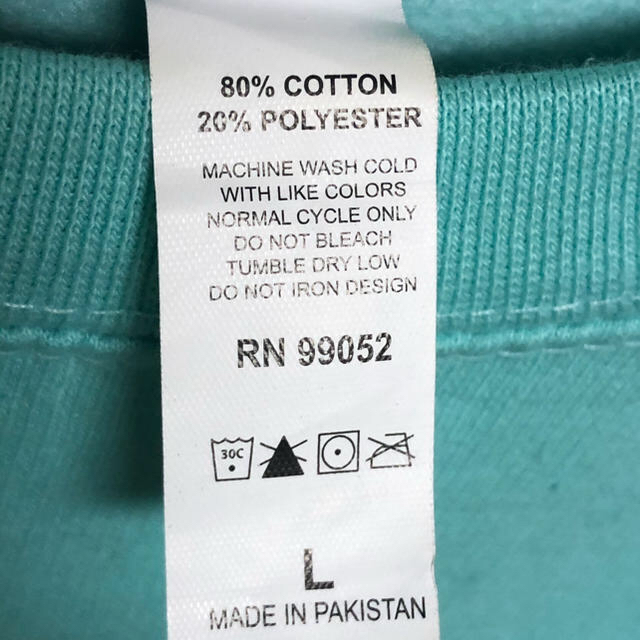 80% COTTON
20% POLYESTER
MACHINE WASH COLD
WITH LIKE COLORS
NORMAL CYCLE ONLY
DO NOT BLEACH
TUMBLE DRY LOW
DO NOT IRON DESIGN
RN 99052
30C
L
MADE IN PAKISTAN